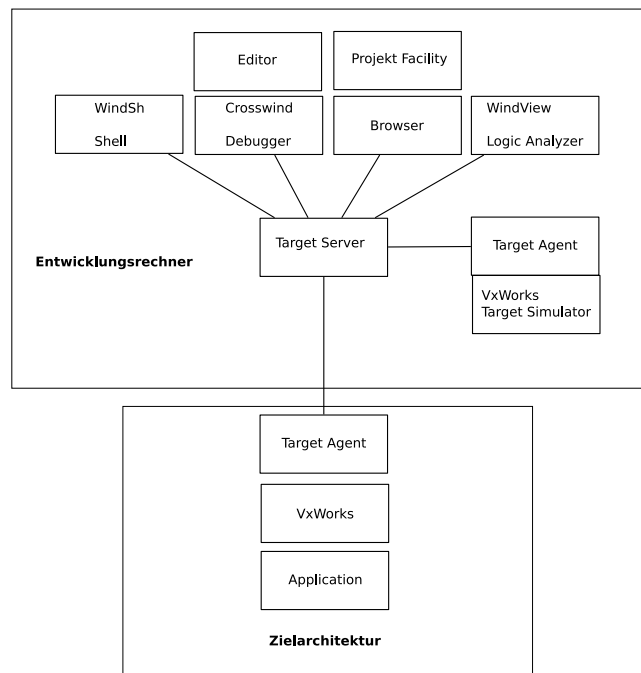 Editor
Projekt Facility
WindSh
Shell
Crosswind
Debugger
Browser
WindView
Logic Analyzer
Target Server
Target Agent
Entwicklungsrechner
VxWorks
Target Simulator
Target Agent
VxWorks
Application
Zielarchitektur